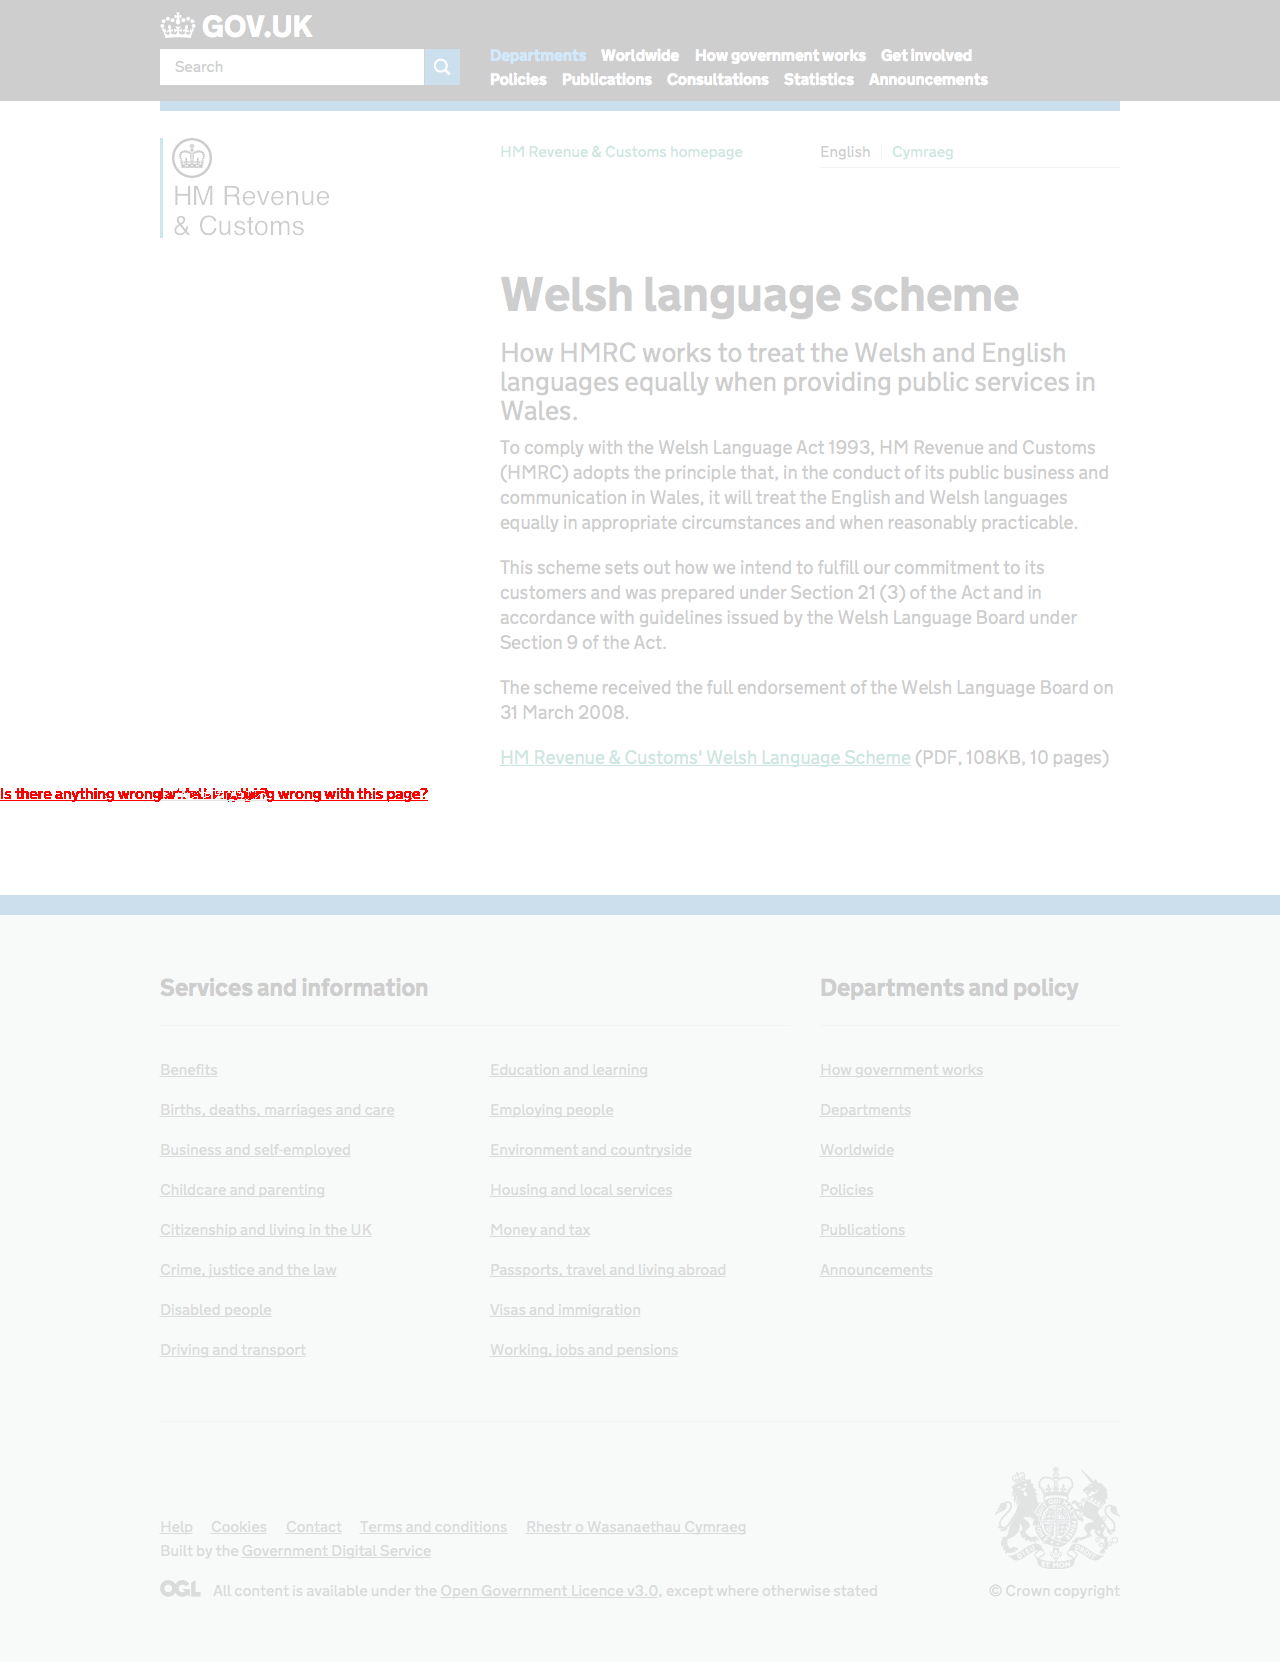 GOV.UK
Search
Departments Worldwide How government works Get involved
Policies Publications Consultations Statistics Announcements
HM Revenue & Customs
HM Revenue & Customs homepage
English Cymraeg
Welsh language scheme
How HMRC works to treat the Welsh and English
languages equally when providing public services in
Wales.
To comply with the Welsh Language Act 1993, HM Revenue and Customs
(HMRC) adopts the principle that, in the conduct of its public business and
communication in Wales, it will treat the English and Welsh languages
equally in appropriate circumstances and when reasonably practicable.
This scheme sets out how we intend to fulfill our commitment to its
customers and was prepared under Section 21 (3) of the Act and in
accordance with guidelines issued by the Welsh Language Board under
Section 9 of the Act.
The scheme received the full endorsement of the Welsh Language Board on
31 March 2008.
HM Revenue & Customs' Welsh Language Scheme (PDF, 108KB, 10 pages)
Is there anything wrong wrong with this page?
Services and information
Departments and policy
Benefits
Births, deaths, marriages and care
Business and self-employed
Childcare and parenting
Citizenship and living in the UK
Crime, justice and the law
Disabled people
Driving and transport
Education and learning
Employing people
Environment and countryside
Housing and local services
Money and tax
Passports, travel and living abroad
Visas and immigration
Working, jobs and pensions
How government works
Departments
Worldwide
Policies
Publications
Announcements
Help Cookies Contact Terms and conditions Rhestr o Wasanaethau Cymraeg
Built by the Government Digital Service
OGL All content is available under the Open Government Licence v3.0, except where otherwise stated
© Crown copyright